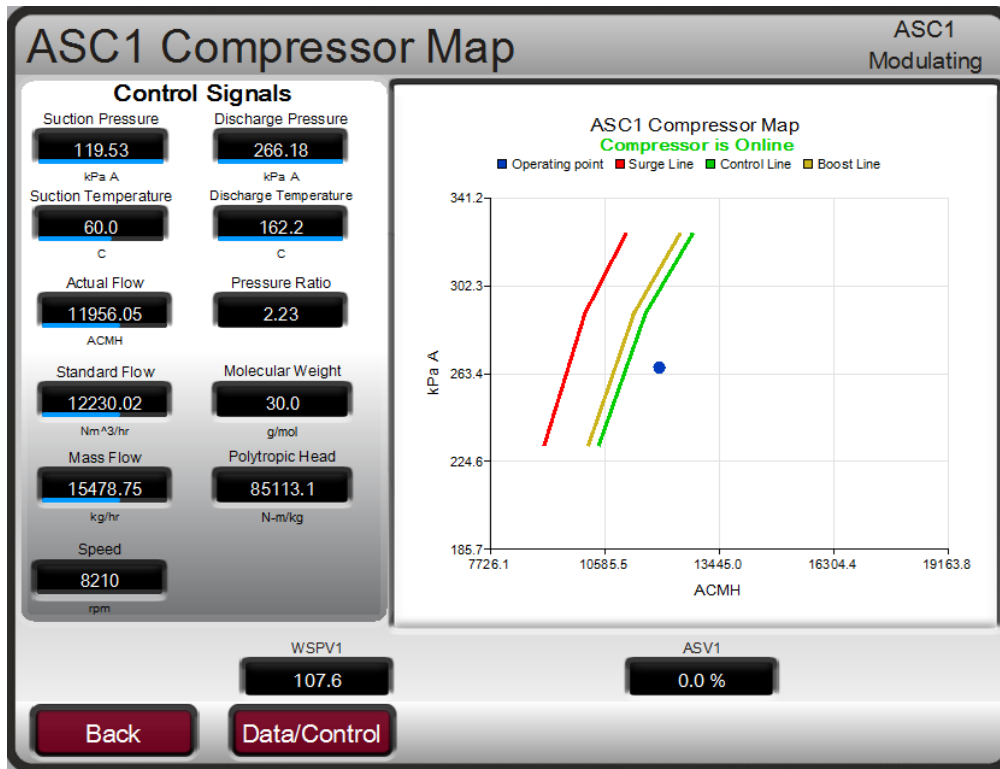 ASC1 Compressor Map
ASC1
Modulating
Control Signals
Suction Pressure
119.53
kPa A
Discharge Pressure
266.18
kPa A
Suction Temperature
60.0
C
Discharge Temperature
162.2
C
Actual Flow
11956.05
ACMH
Pressure Ratio
2.23
Standard Flow
12230.02
Nm^3/hr
Molecular Weight
30.0
g/mol
Mass Flow
15478.75
kg/hr
Polytropic Head
85113.1
N-m/kg
Speed
8210
rpm
ASC1 Compressor Map
Compressor is Online
Operating point Surge Line Control Line Boost Line
341.2
302.3
263.4
224.6
185.7
kPa A
7726.1 10585.5 13445.0 16304.4 19163.8
ACMH
WSPV1
107.6
ASV1
0.0 %
Back
Data/Control